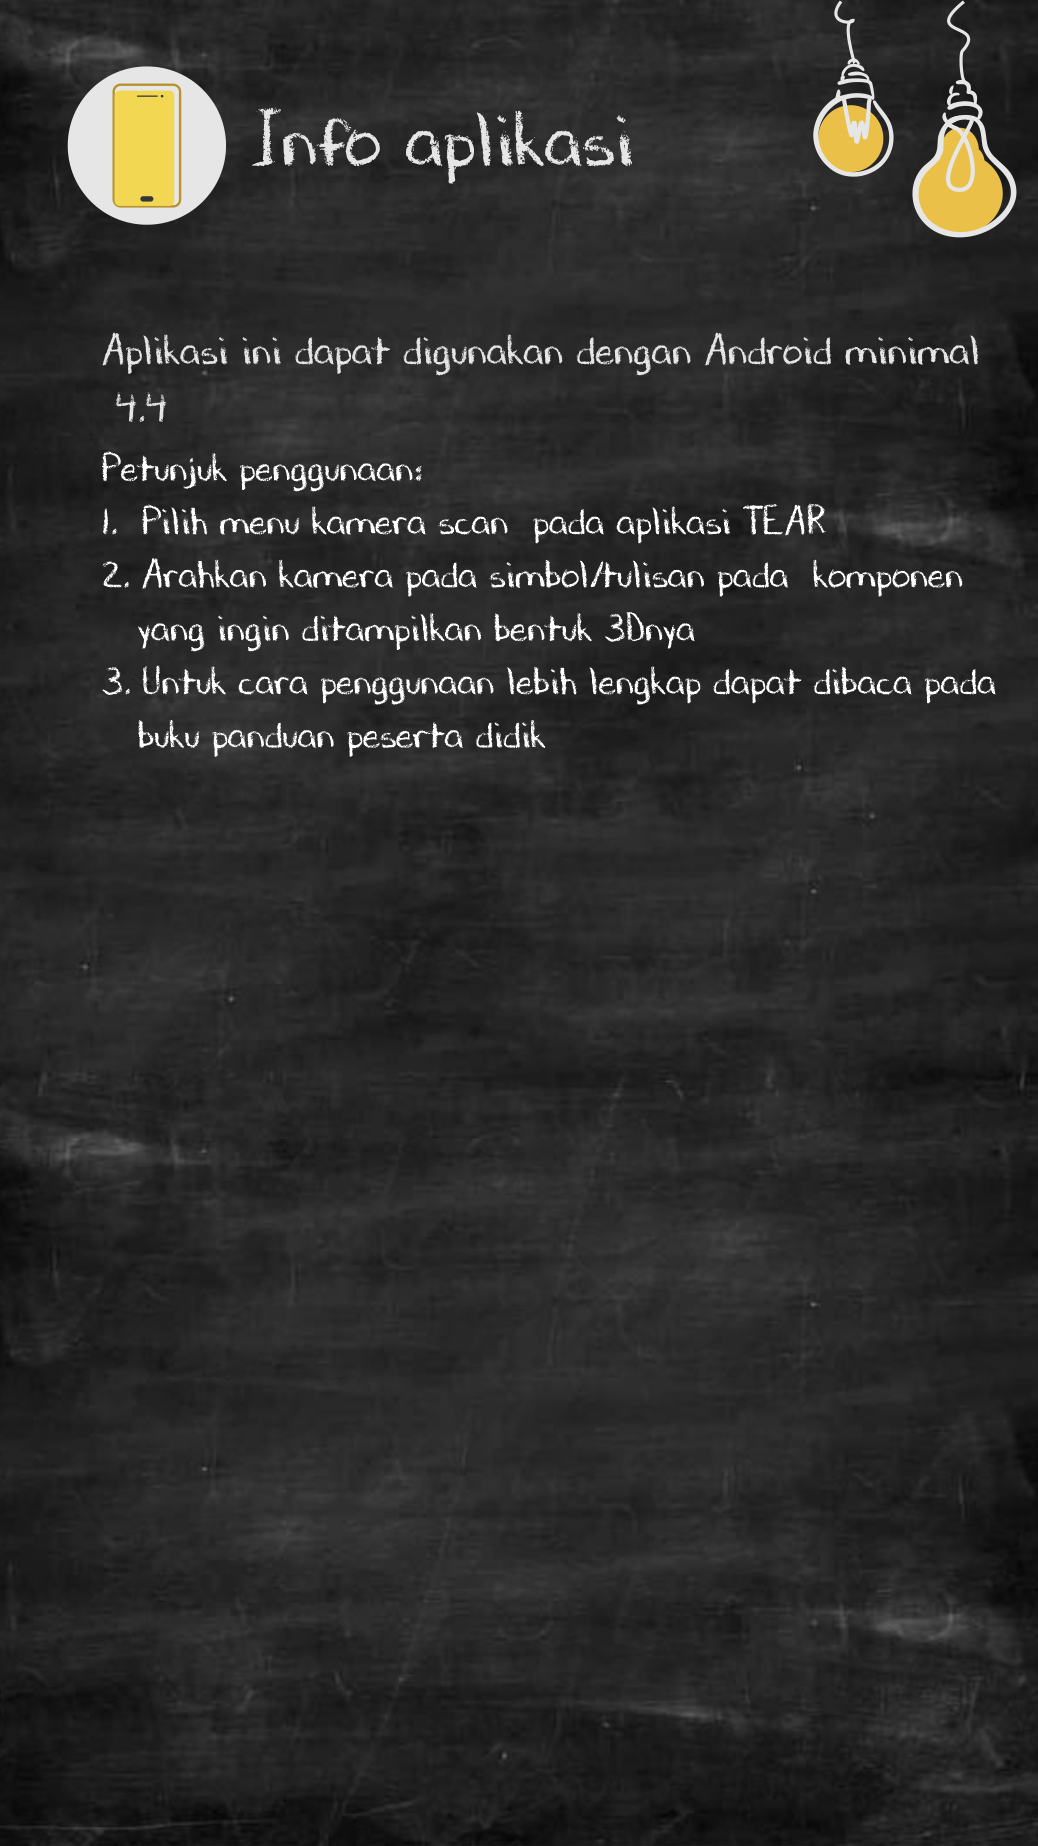 Info aplikasi
Aplikasi ini dapat digunakan dengan Android minimal
4.4
Petunjuk penggunaan:
1. Pilih menu kamera scan pada aplikasi TEAR
2. Arahkan kamera pada simbol/tulisan pada komponen
yang ingin ditampilkan bentuk 3Dnya
3. Untuk cara penggunaan lebih lengkap dapat dibaca pada
buku panduan peserta didik